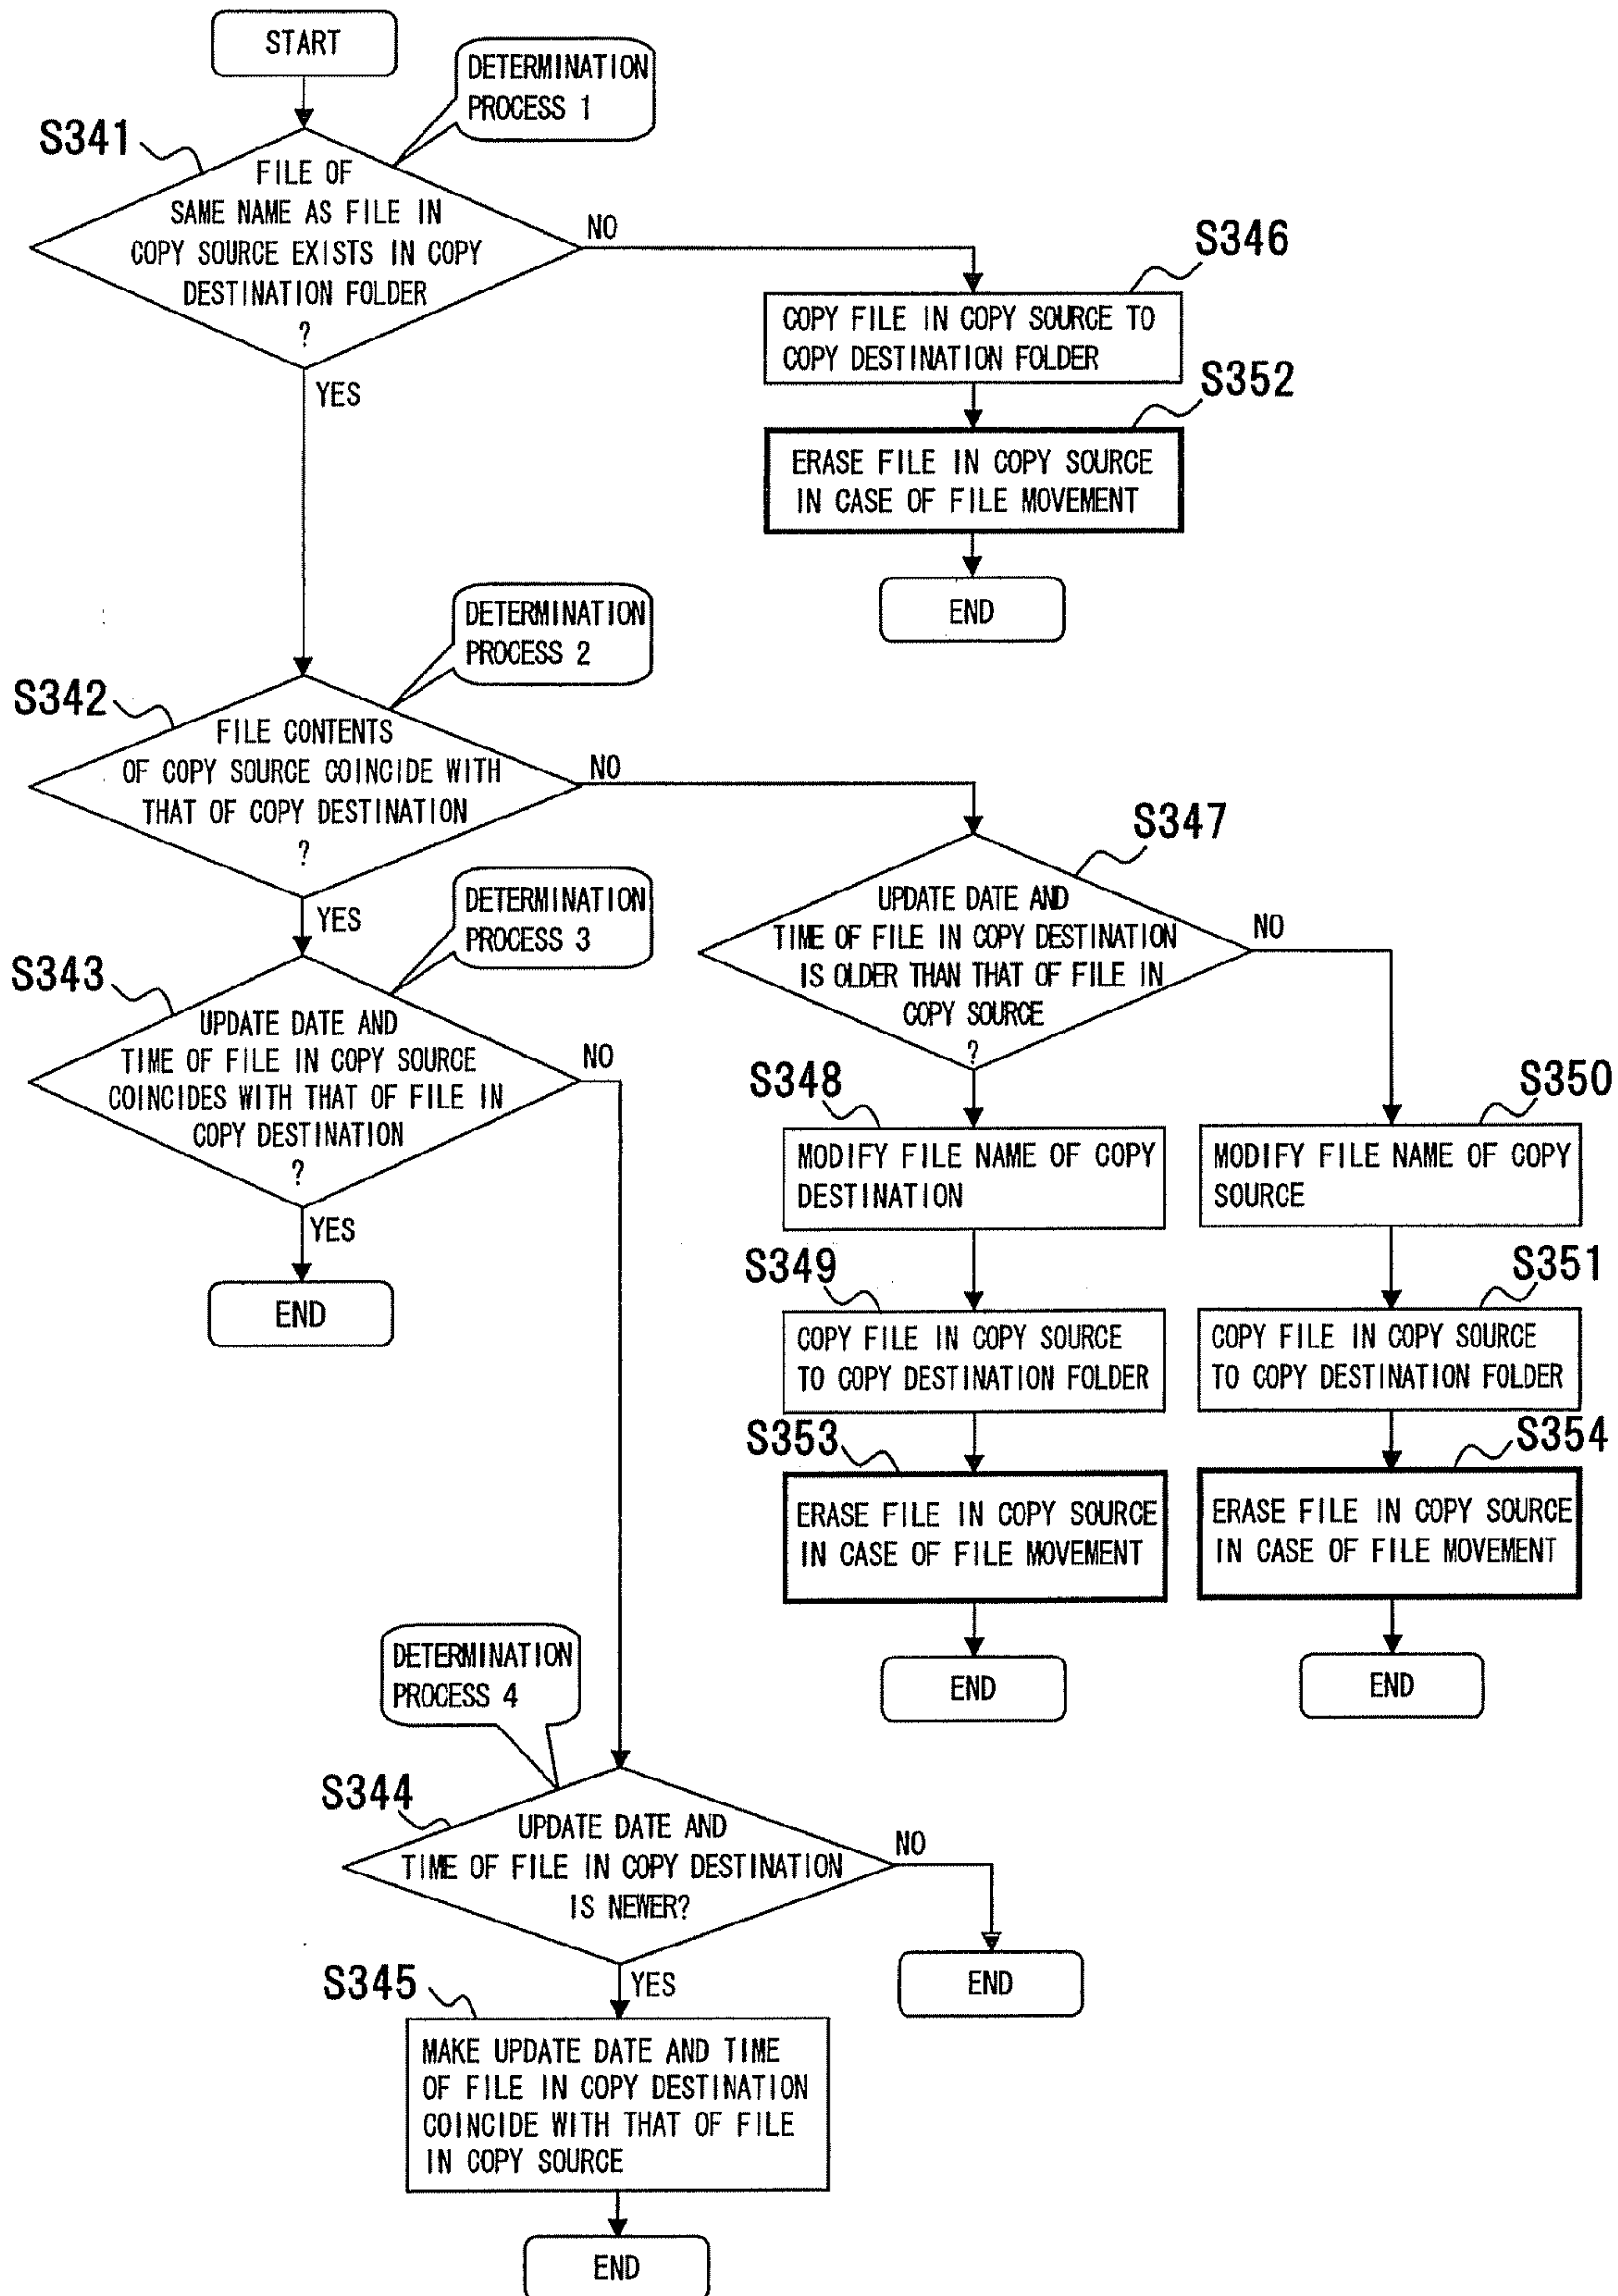 START
DETERMINATION
PROCESS 1
S341
FILE OF
SAME NAME AS FILE IN
COPY SOURCE EXISTS IN COPY
DESTINATION FOLDER
?
NO
YES
S346
COPY FILE IN COPY SOURCE TO
COPY DESTINATION FOLDER
S352
ERASE FILE IN COPY SOURCE
IN CASE OF FILE MOVEMENT
END
DETERMINATION
PROCESS 2
S342
FILE CONTENTS
OF COPY SOURCE COINCIDE WITH
THAT OF COPY DESTINATION
?
NO
YES
S347
UPDATE DATE AND
TIME OF FILE IN COPY DESTINATION
IS OLDER THAN THAT OF FILE IN
COPY SOURCE
?
NO
DETERMINATION
PROCESS 3
S343
UPDATE DATE AND
TIME OF FILE IN COPY SOURCE
COINCIDES WITH THAT OF FILE IN
COPY DESTINATION
?
NO
YES
END
S348
MODIFY FILE NAME OF COPY
DESTINATION
S349
COPY FILE IN COPY SOURCE
TO COPY DESTINATION FOLDER
S353
ERASE FILE IN COPY SOURCE
IN CASE OF FILE MOVEMENT
END
S350
MODIFY FILE NAME OF COPY
SOURCE
S351
COPY FILE IN COPY SOURCE
TO COPY DESTINATION FOLDER
S354
ERASE FILE IN COPY SOURCE
IN CASE OF FILE MOVEMENT
END
DETERMINATION
PROCESS 4
S344
UPDATE DATE AND
TIME OF FILE IN COPY DESTINATION
IS NEWER?
NO
END
YES
S345
MAKE UPDATE DATE AND TIME
OF FILE IN COPY DESTINATION
COINCIDE WITH THAT OF FILE
IN COPY SOURCE
END